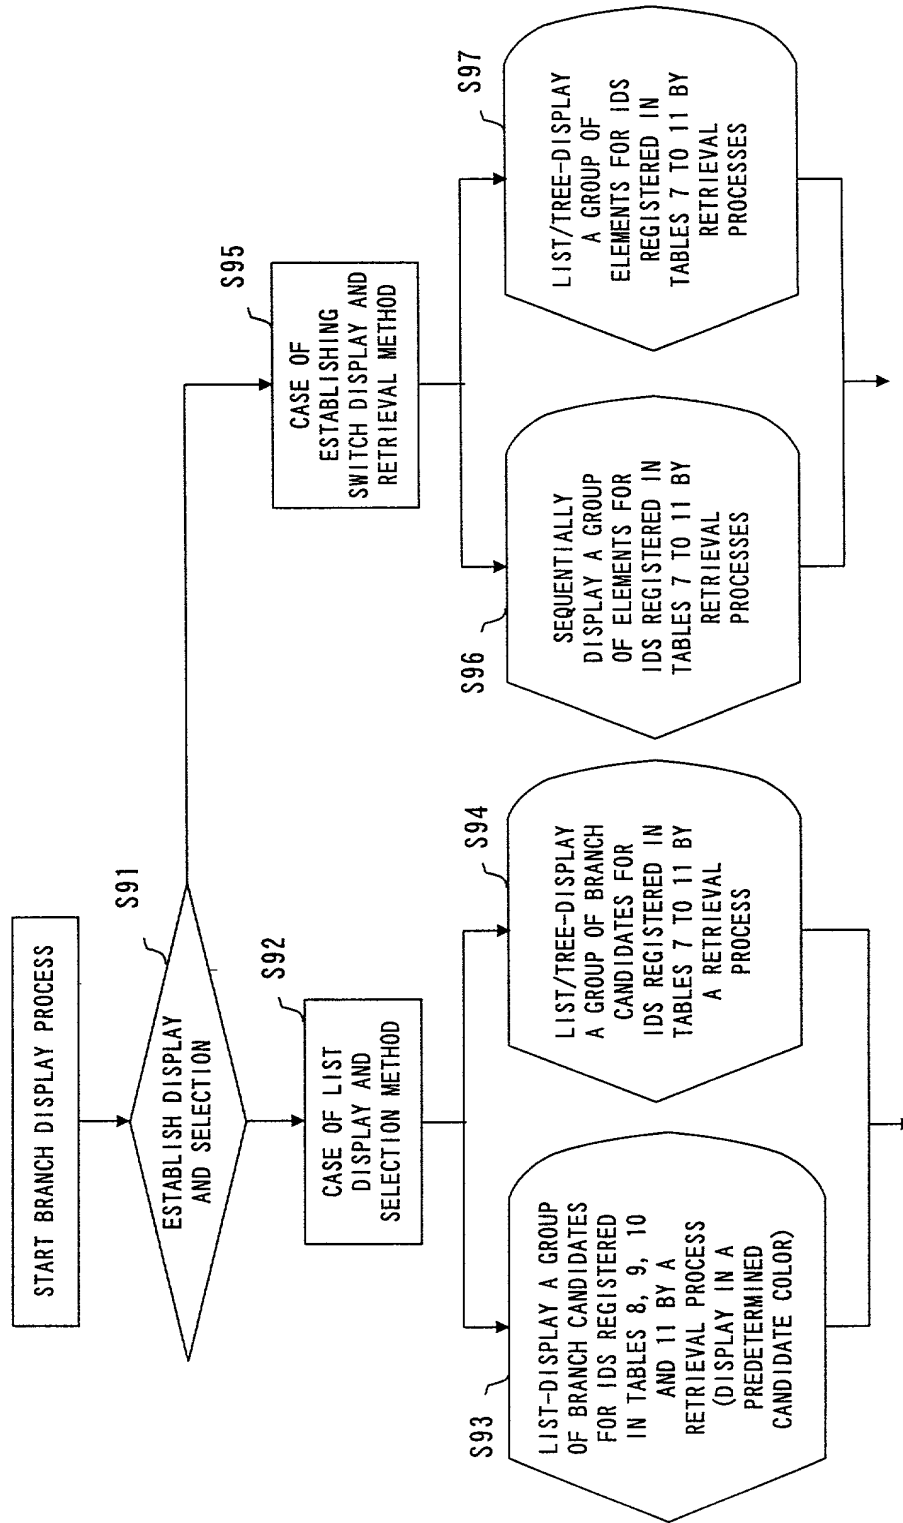 START BRANCH DISPLAY PROCESS
S91
ESTABLISH DISPLAY
AND SELECTION
S92
CASE OF LIST
DISPLAY AND
SELECTION METHOD
S93
LIST-DISPLAY A GROUP
OF BRANCH CANDIDATES
FOR IDS REGISTERED
IN TABLES 8, 9, 10
AND 11 BY A
RETRIEVAL PROCESS
(DISPLAY IN A
PREDETERMINED
CANDIDATE COLOR)
S94
LIST/TREE-DISPLAY
A GROUP OF BRANCH
CANDIDATES FOR
IDS REGISTERED IN
TABLES 7 TO 11 BY
A RETRIEVAL
PROCESS
S95
CASE OF
ESTABLISHING
SWITCH DISPLAY AND
RETRIEVAL METHOD
S96
SEQUENTIALLY
DISPLAY A GROUP
OF ELEMENTS FOR
IDS REGISTERED IN
TABLES 7 TO 11 BY
RETRIEVAL
PROCESSES
S97
LIST/TREE-DISPLAY
A GROUP OF
ELEMENTS FOR IDS
REGISTERED IN
TABLES 7 TO 11 BY
RETRIEVAL
PROCESSES